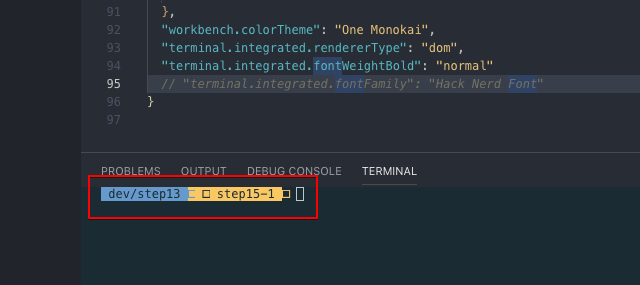 91 },
92 "workbench.colorTheme": "One Monokai",
93 "terminal.integrated.rendererType": "dom",
94 "terminal.integrated.fontWeightBold": "normal"
95 // "terminal.integrated.fontFamily": "Hack Nerd Font"
96 }
97
PROBLEMS OUTPUT DEBUG CONSOLE TERMINAL
dev/step13 □ □ step15-1 □